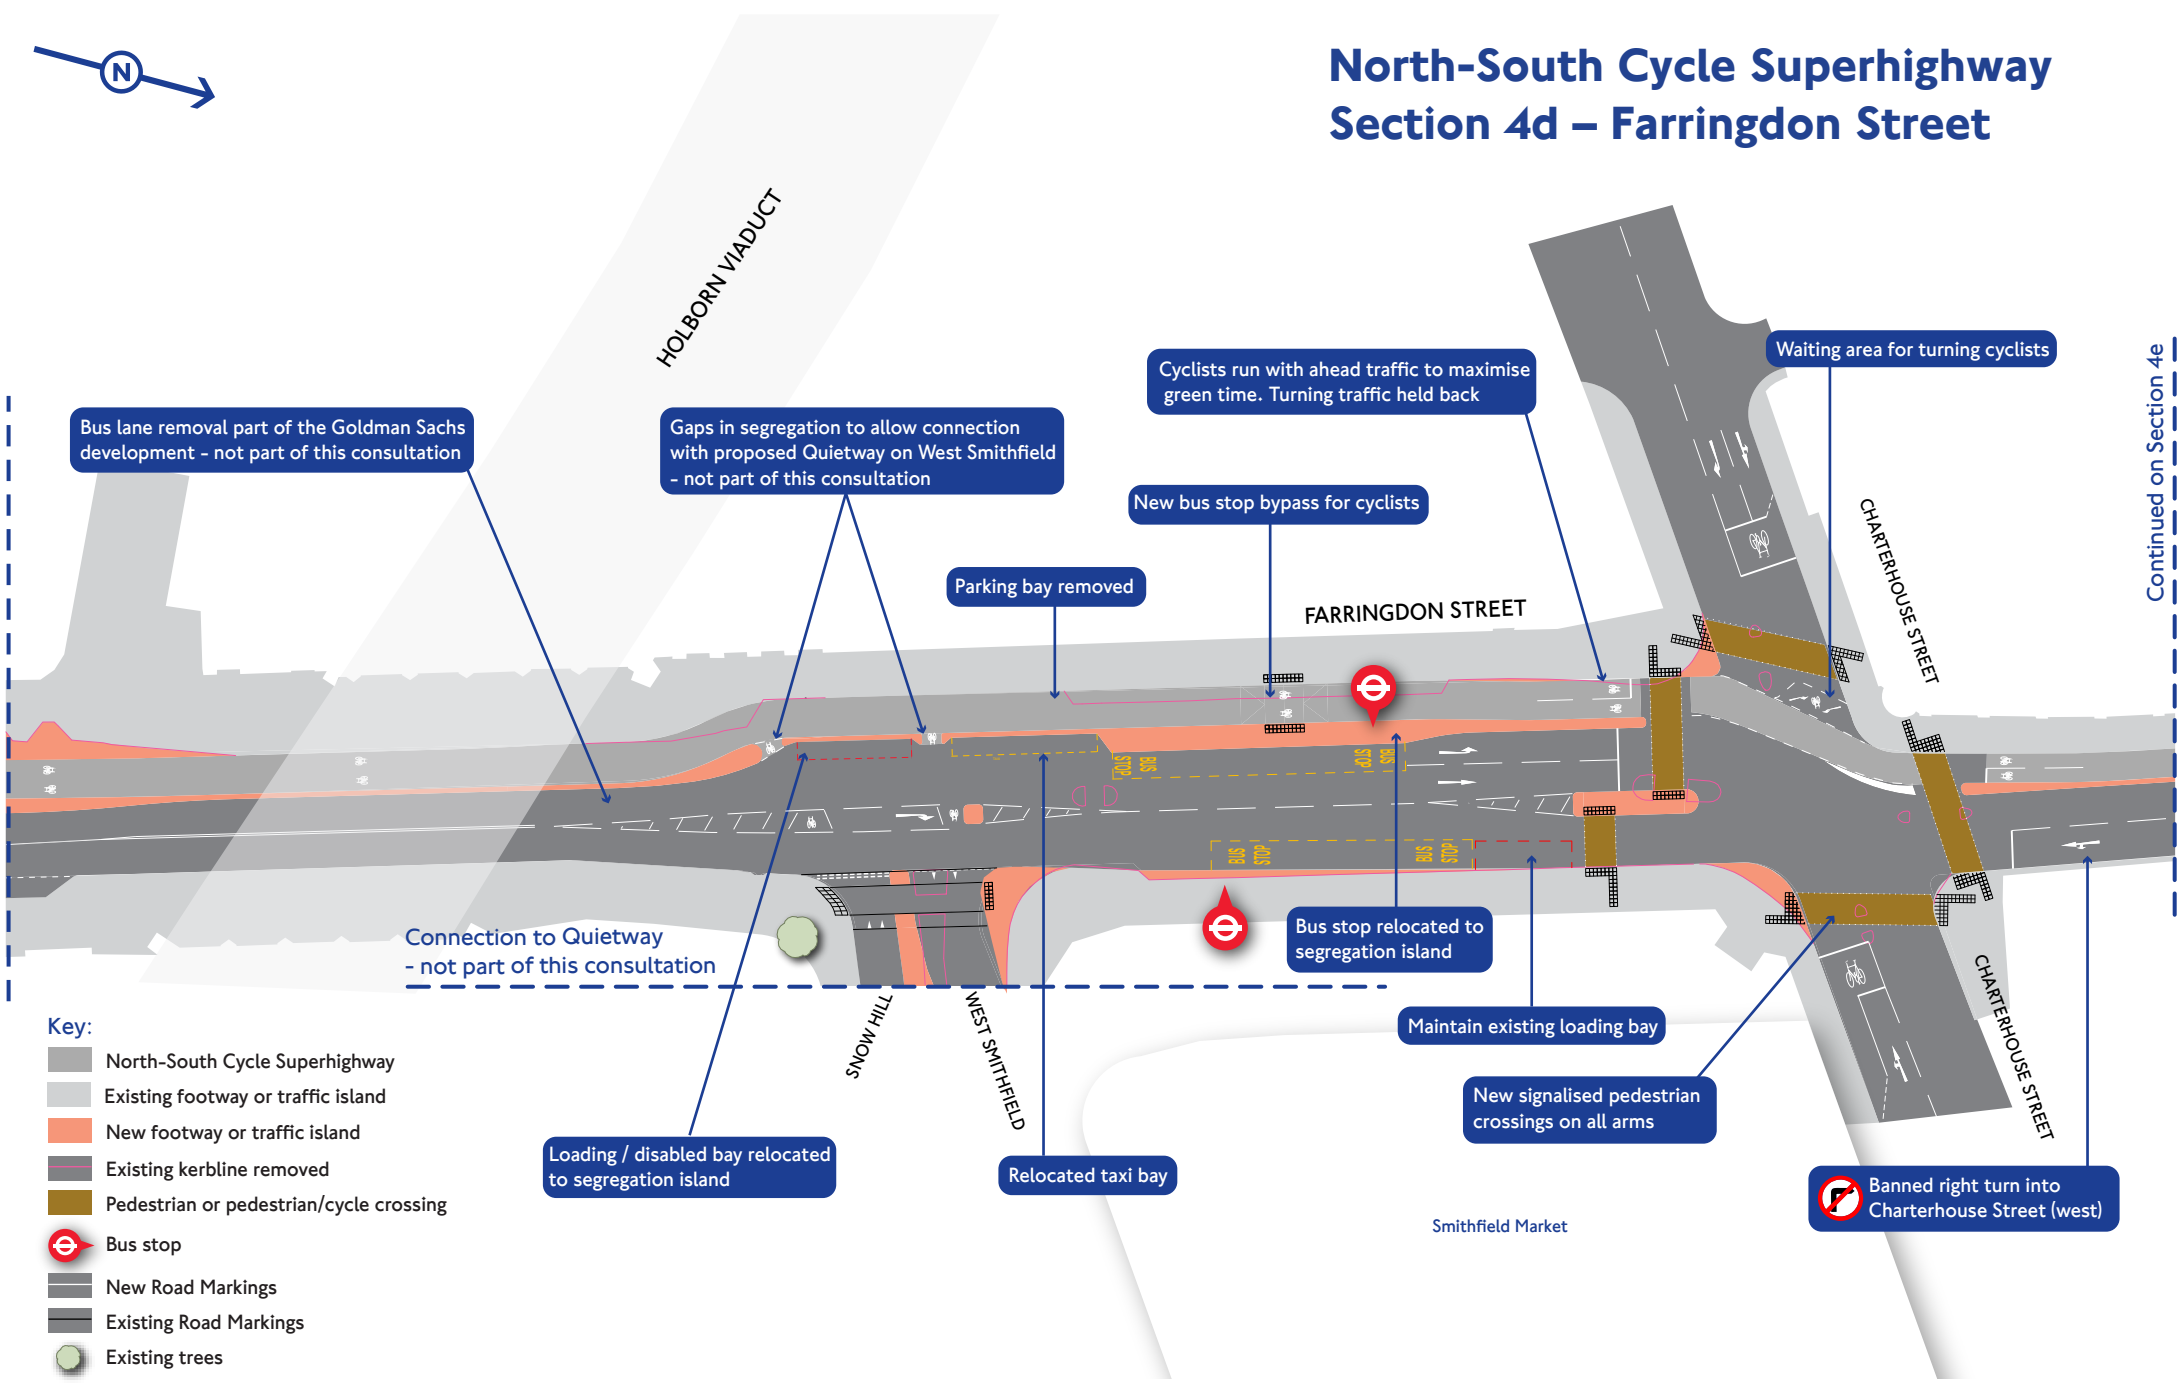 N
North-South Cycle Superhighway
Section 4d – Farringdon Street
HOLBORN VIADUCT
Waiting area for turning cyclists
Cyclists run with ahead traffic to maximise
green time. Turning traffic held back
Continued on Section 4e
Bus lane removal part of the Goldman Sachs
development - not part of this consultation
Gaps in segregation to allow connection
with proposed Quietway on West Smithfield
- not part of this consultation
New bus stop bypass for cyclists
CHARTERHOUSE STREET
Parking bay removed
FARRINGDON STREET
BUS
STOP
BUS
STOP
BUS
STOP
BUS
STOP
Bus stop relocated to
segregation island
Connection to Quietway
- not part of this consultation
SNOW HILL
WEST SMITHFIELD
CHARTERHOUSE STREET
Maintain existing loading bay
New signalised pedestrian
crossings on all arms
Loading / disabled bay relocated
to segregation island
Relocated taxi bay
Banned right turn into
Charterhouse Street (west)
Smithfield Market
Key:
North-South Cycle Superhighway
Existing footway or traffic island
New footway or traffic island
Existing kerbline removed
Pedestrian or pedestrian/cycle crossing
Bus stop
New Road Markings
Existing Road Markings
Existing trees